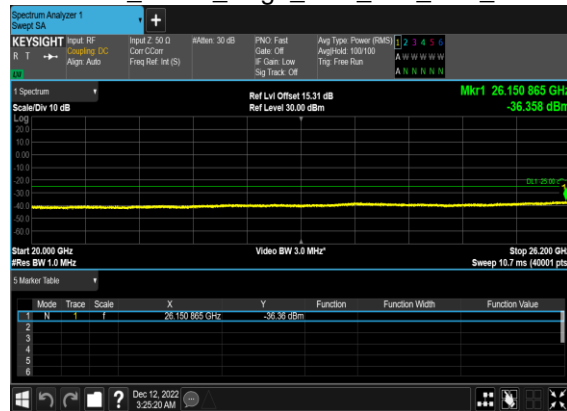 Spectrum Analyzer 1
Swept SA
+
KEYSIGHT Input: RF Input Z: 50 Ω #Atten: 30 dB PNO: Fast Avg Type: Power (RMS) 1 2 3 4 5 6
R T Coupling: DC Corr CCorr Gate: Off Avg|Hold: 100/100 A W W W W W
Align: Auto Freq Ref: Int (S) IF Gain: Low Trig: Free Run
LW Sig Track: Off A N N N N N
1 Spectrum Ref Lvl Offset 15.31 dB Mkr1 26.150 865 GHz
Scale/Div 10 dB Ref Level 30.00 dBm -36.358 dBm
Log
20.0
10.0
0.00
-10.0
-20.0
DL1 -25.00
-30.0
-40.0
-50.0
-60.0
Start 20.000 GHz Video BW 3.0 MHz* Stop 26.200 GHz
#Res BW 1.0 MHz Sweep 10.7 ms (40001 pts
5 Marker Table
Mode Trace Scale X Y Function Function Width Function Value
1 N 1 f 26.150 865 GHz -36.36 dBm
2
3
4
5
6
? Dec 12, 2022
3:25:20 AM